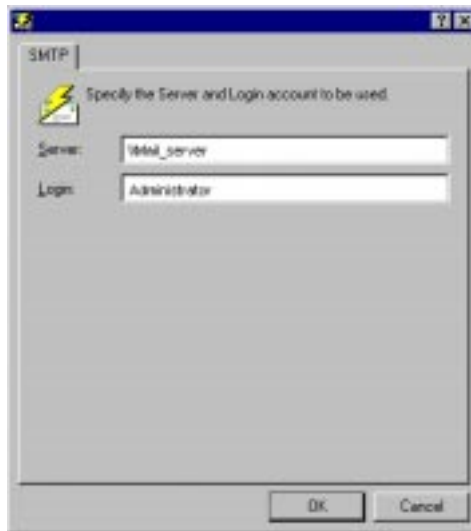 SMTP
Specify the Server and Login account to be used.
Server:
Login: Administrator
OK
Cancel